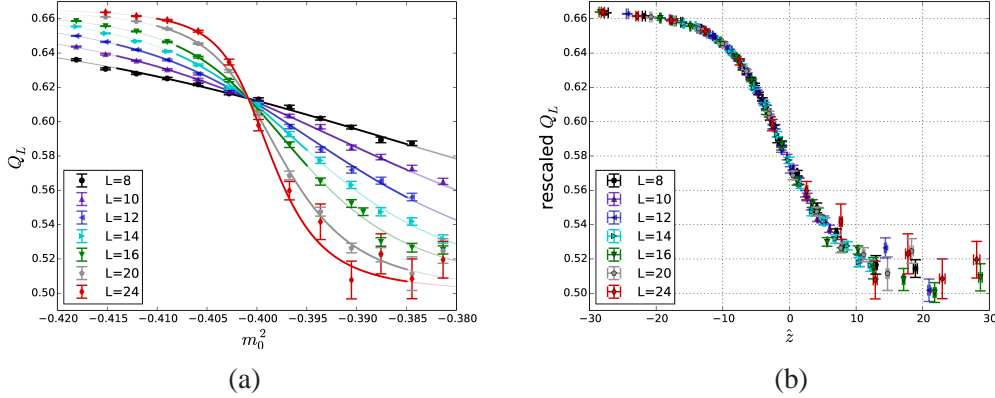 0.66
0.64
0.62
0.60
0.58
0.56
0.54
0.52
0.50
Q_L
L=8
L=10
L=12
L=14
L=16
L=20
L=24
−0.420 −0.415 −0.410 −0.405 −0.400 −0.395 −0.390 −0.385 −0.380
m_0^2
(a)
0.66
0.64
0.62
0.60
0.58
0.56
0.54
0.52
0.50
rescaled Q_L
L=8
L=10
L=12
L=14
L=16
L=20
L=24
−30 −20 −10 0 10 20 30
ẑ
(b)